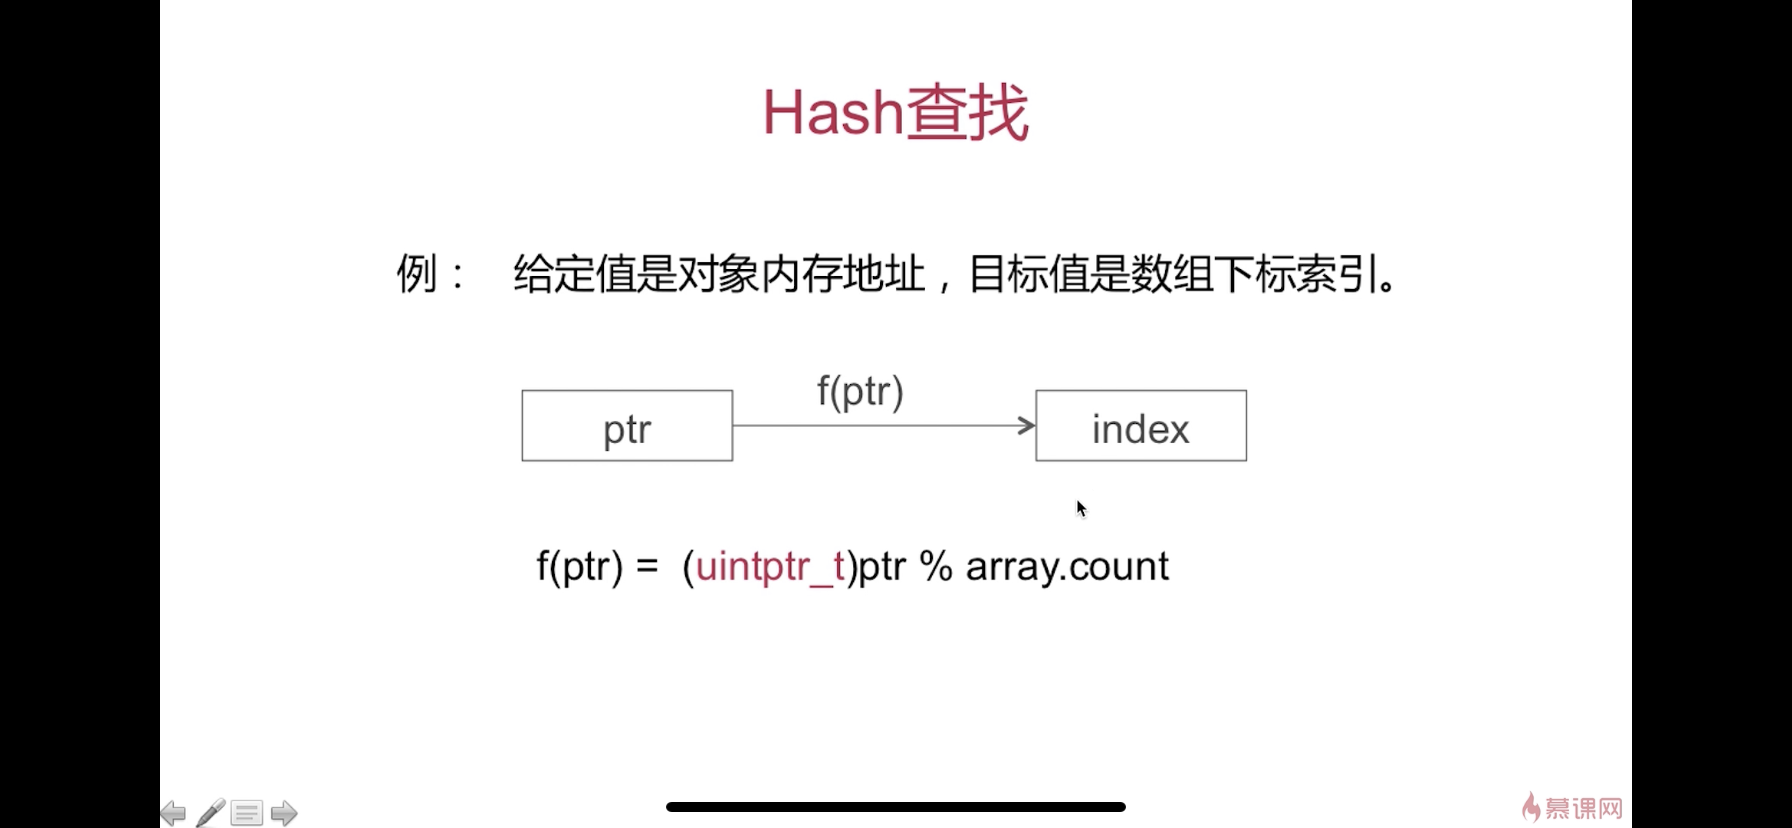 Hash查找
例： 给定值是对象内存地址，目标值是数组下标索引。
f(ptr)
ptr
index
f(ptr) = (uintptr_t)ptr % array.count
慕课网